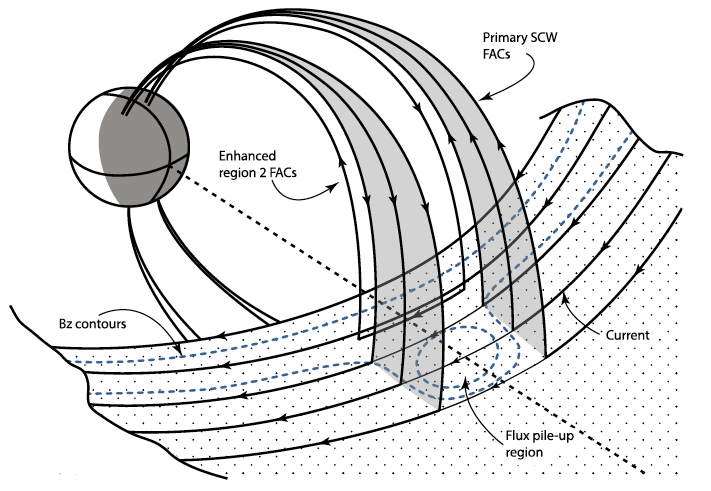 Primary SCW
FACs
Enhanced
region 2 FACs
Bz contours
Current
Flux pile-up
region